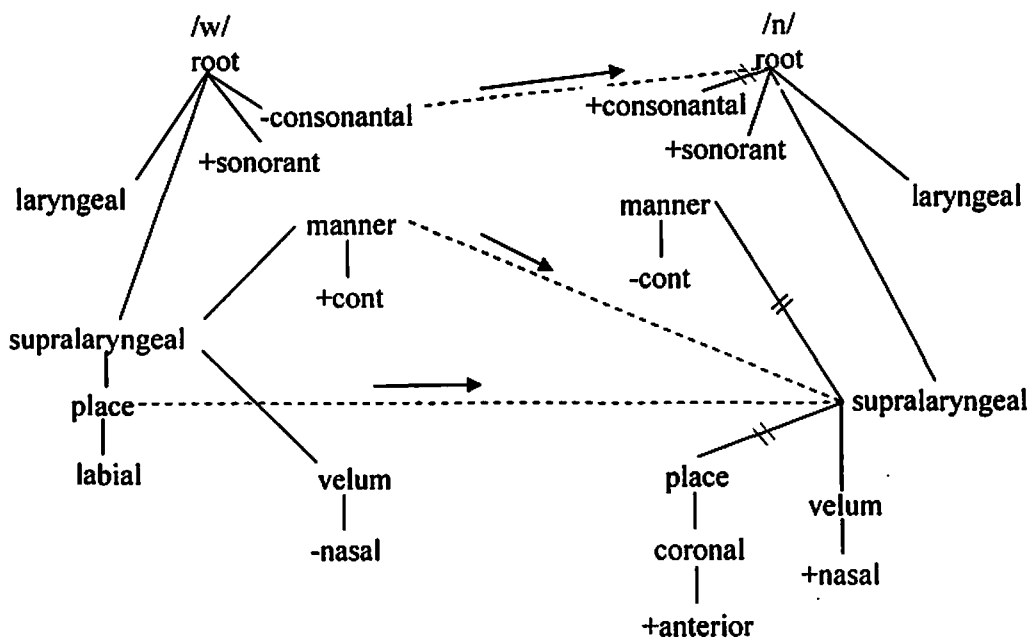 /w/
root
-consonantal
+sonorant
laryngeal
manner
+cont
supralaryngeal
place
labial
velum
-nasal
/n/
root
+consonantal
+sonorant
laryngeal
manner
-cont
supralaryngeal
place
coronal
+anterior
velum
+nasal